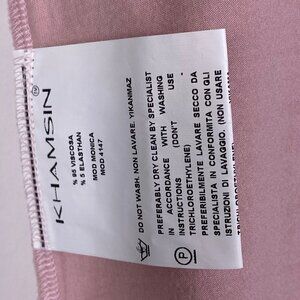 KHAMSIN
% 95 VISCOSA
% 5 ELASTHAN
MOD MONICA
MOD 4147
DO NOT WASH. NON LAVARE. YIKANMAZ
P
PREFERABLY DRY CLEAN BY SPECIALIST
IN ACCORDANCE WITH WASHING
INSTRUCTIONS (DON'T USE
TRICHLOROETHYLENE)
PREFERIBILMENTE LAVARE SECCO DA
SPECIALISTA IN CONFORMITA CON GLI
ISTRUZIONI DI LAVAGGIO. (NON USARE